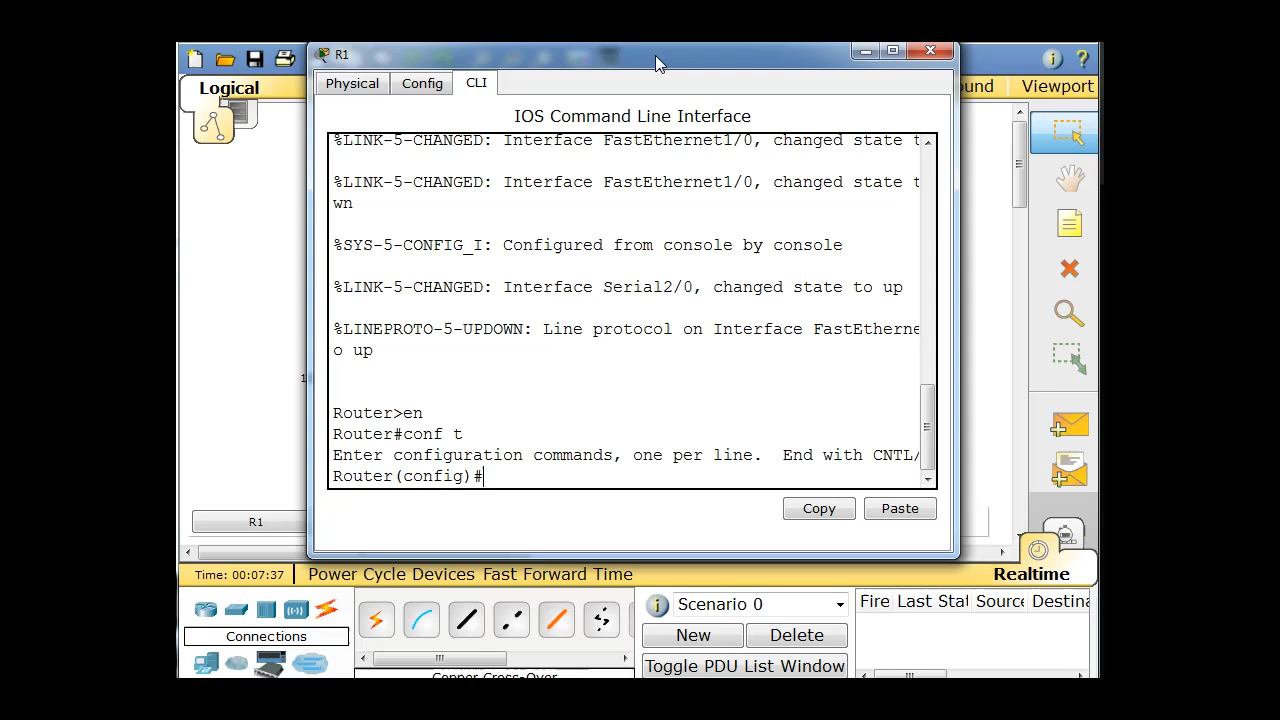 R1
Physical
Config
CLI
Logical
ound
Viewport
IOS Command Line Interface
%LINK-5-CHANGED: Interface FastEthernet1/0, changed state t
%LINK-5-CHANGED: Interface FastEthernet1/0, changed state t
wn
%SYS-5-CONFIG_I: Configured from console by console
%LINK-5-CHANGED: Interface Serial2/0, changed state to up
%LINEPROTO-5-UPDOWN: Line protocol on Interface FastEtherne
o up
1
Router>en
Router#conf t
Enter configuration commands, one per line.  End with CNTL/
Router(config)#
Copy
Paste
R1
Time: 00:07:37
Power Cycle Devices Fast Forward Time
Realtime
Scenario 0
Fire
Last Stat
Source
Destina
Connections
New
Delete
Toggle PDU List Window
Copper Cross-Over